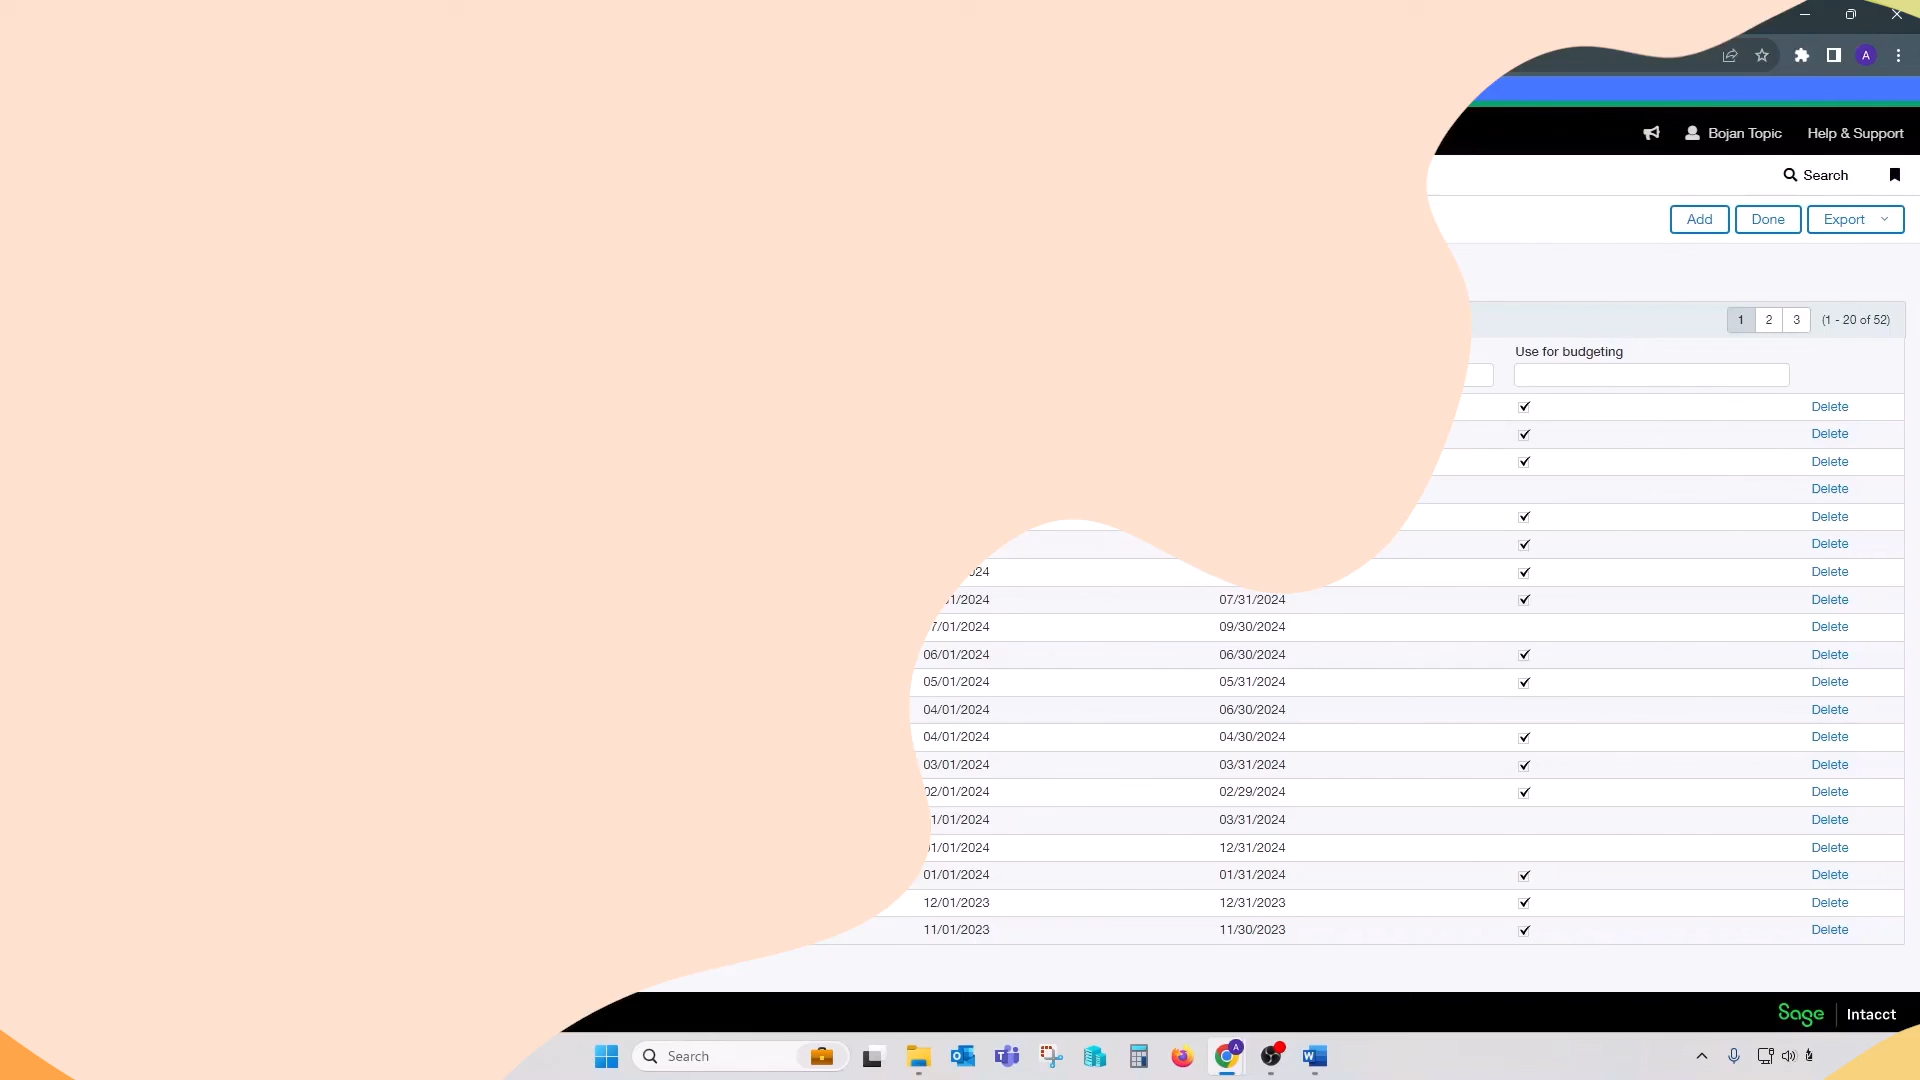 A
Bojan Topic Help & Support
Search
Add Done Export
1 2 3 (1 - 20 of 52)
Use for budgeting
Delete
Delete
Delete
Delete
Delete
Delete
Delete
07/31/2024 Delete
09/30/2024 Delete
06/01/2024 06/30/2024 Delete
05/01/2024 05/31/2024 Delete
04/01/2024 06/30/2024 Delete
04/01/2024 04/30/2024 Delete
03/01/2024 03/31/2024 Delete
02/01/2024 02/29/2024 Delete
03/31/2024 Delete
12/31/2024 Delete
01/01/2024 01/31/2024 Delete
12/01/2023 12/31/2023 Delete
11/01/2023 11/30/2023 Delete
Sage Intacct
Search